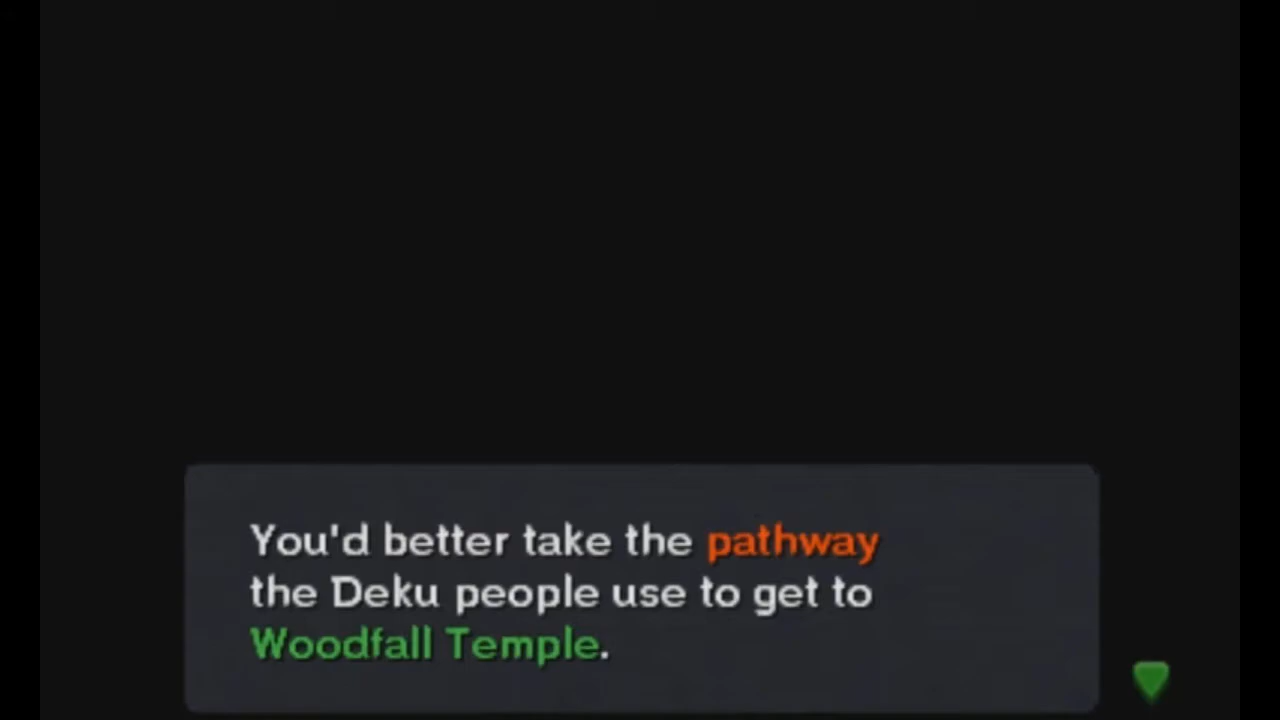 You'd better take the pathway
the Deku people use to get to
Woodfall Temple.